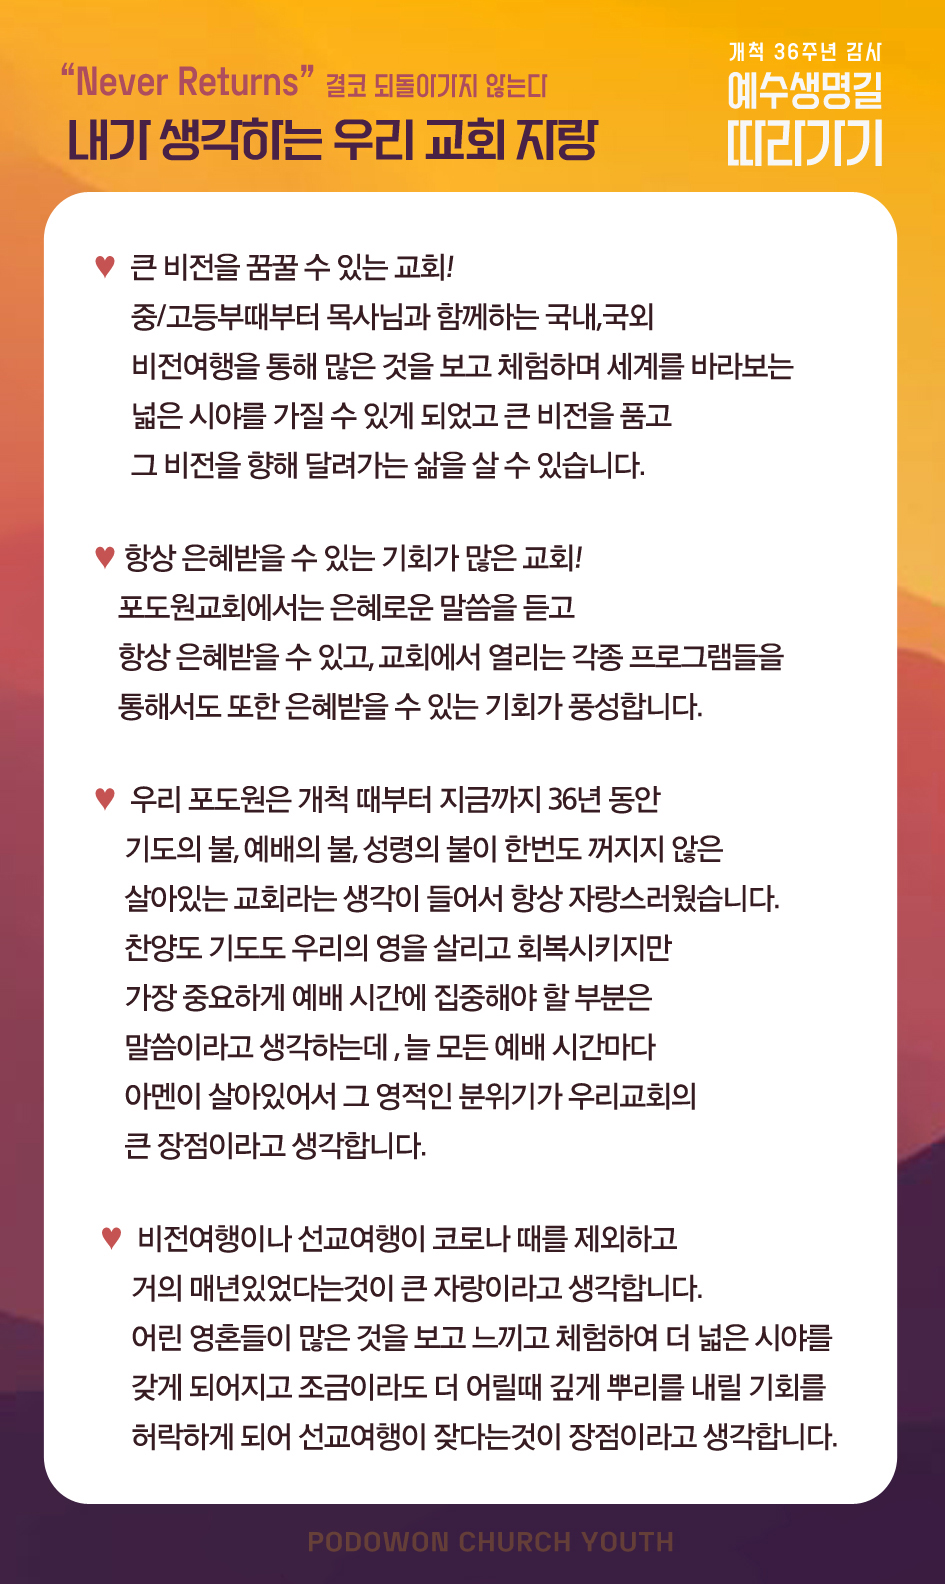 “Never Returns” 결코 되돌아가지 않는다
내가 생각하는 우리 교회 자랑
개척 36주년 감사
예수생명길
따라가기
♥ 큰 비전을 꿈꿀 수 있는 교회!
중/고등부때부터 목사님과 함께하는 국내,국외
비전여행을 통해 많은 것을 보고 체험하며 세계를 바라보는
넓은 시야를 가질 수 있게 되었고 큰 비전을 품고
그 비전을 향해 달려가는 삶을 살 수 있습니다.
♥ 항상 은혜받을 수 있는 기회가 많은 교회!
포도원교회에서는 은혜로운 말씀을 듣고
항상 은혜받을 수 있고, 교회에서 열리는 각종 프로그램들을
통해서도 또한 은혜받을 수 있는 기회가 풍성합니다.
♥ 우리 포도원은 개척 때부터 지금까지 36년 동안
기도의 불, 예배의 불, 성령의 불이 한번도 꺼지지 않은
살아있는 교회라는 생각이 들어서 항상 자랑스러웠습니다.
찬양도 기도도 우리의 영을 살리고 회복시키지만
가장 중요하게 예배 시간에 집중해야 할 부분은
말씀이라고 생각하는데 , 늘 모든 예배 시간마다
아멘이 살아있어서 그 영적인 분위기가 우리교회의
큰 장점이라고 생각합니다.
♥ 비전여행이나 선교여행이 코로나 때를 제외하고
거의 매년있었다는것이 큰 자랑이라고 생각합니다.
어린 영혼들이 많은 것을 보고 느끼고 체험하여 더 넓은 시야를
갖게 되어지고 조금이라도 더 어릴때 깊게 뿌리를 내릴 기회를
허락하게 되어 선교여행이 잦다는것이 장점이라고 생각합니다.
PODOWON CHURCH YOUTH